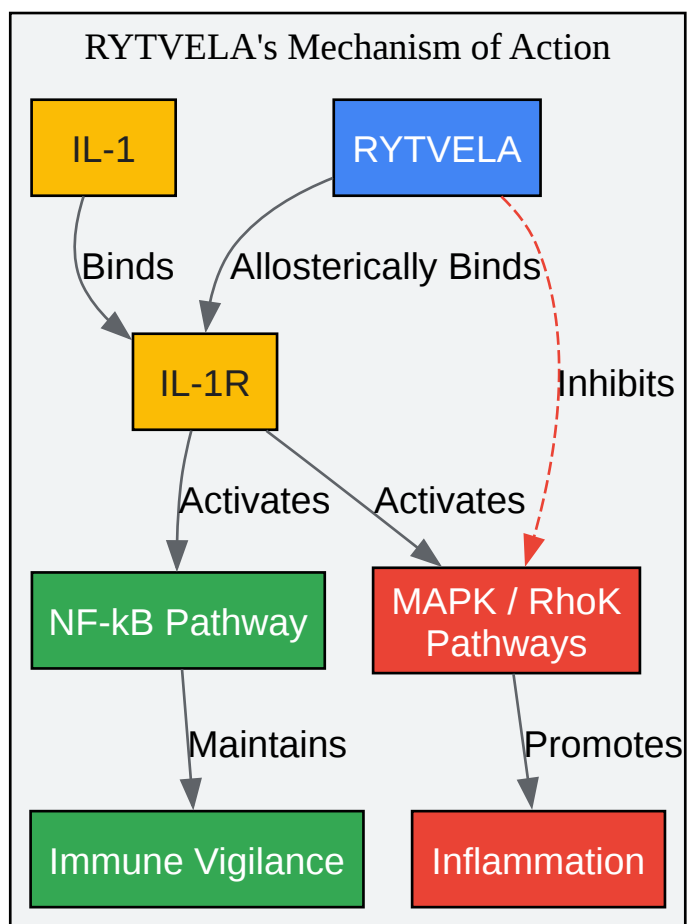 RYTVELA's Mechanism of Action
IL-1
RYTVELA
Binds
Allosterically Binds
IL-1R
Inhibits
Activates
Activates
NF-kB Pathway
MAPK / RhoK
Pathways
Maintains
Promotes
Immune Vigilance
Inflammation